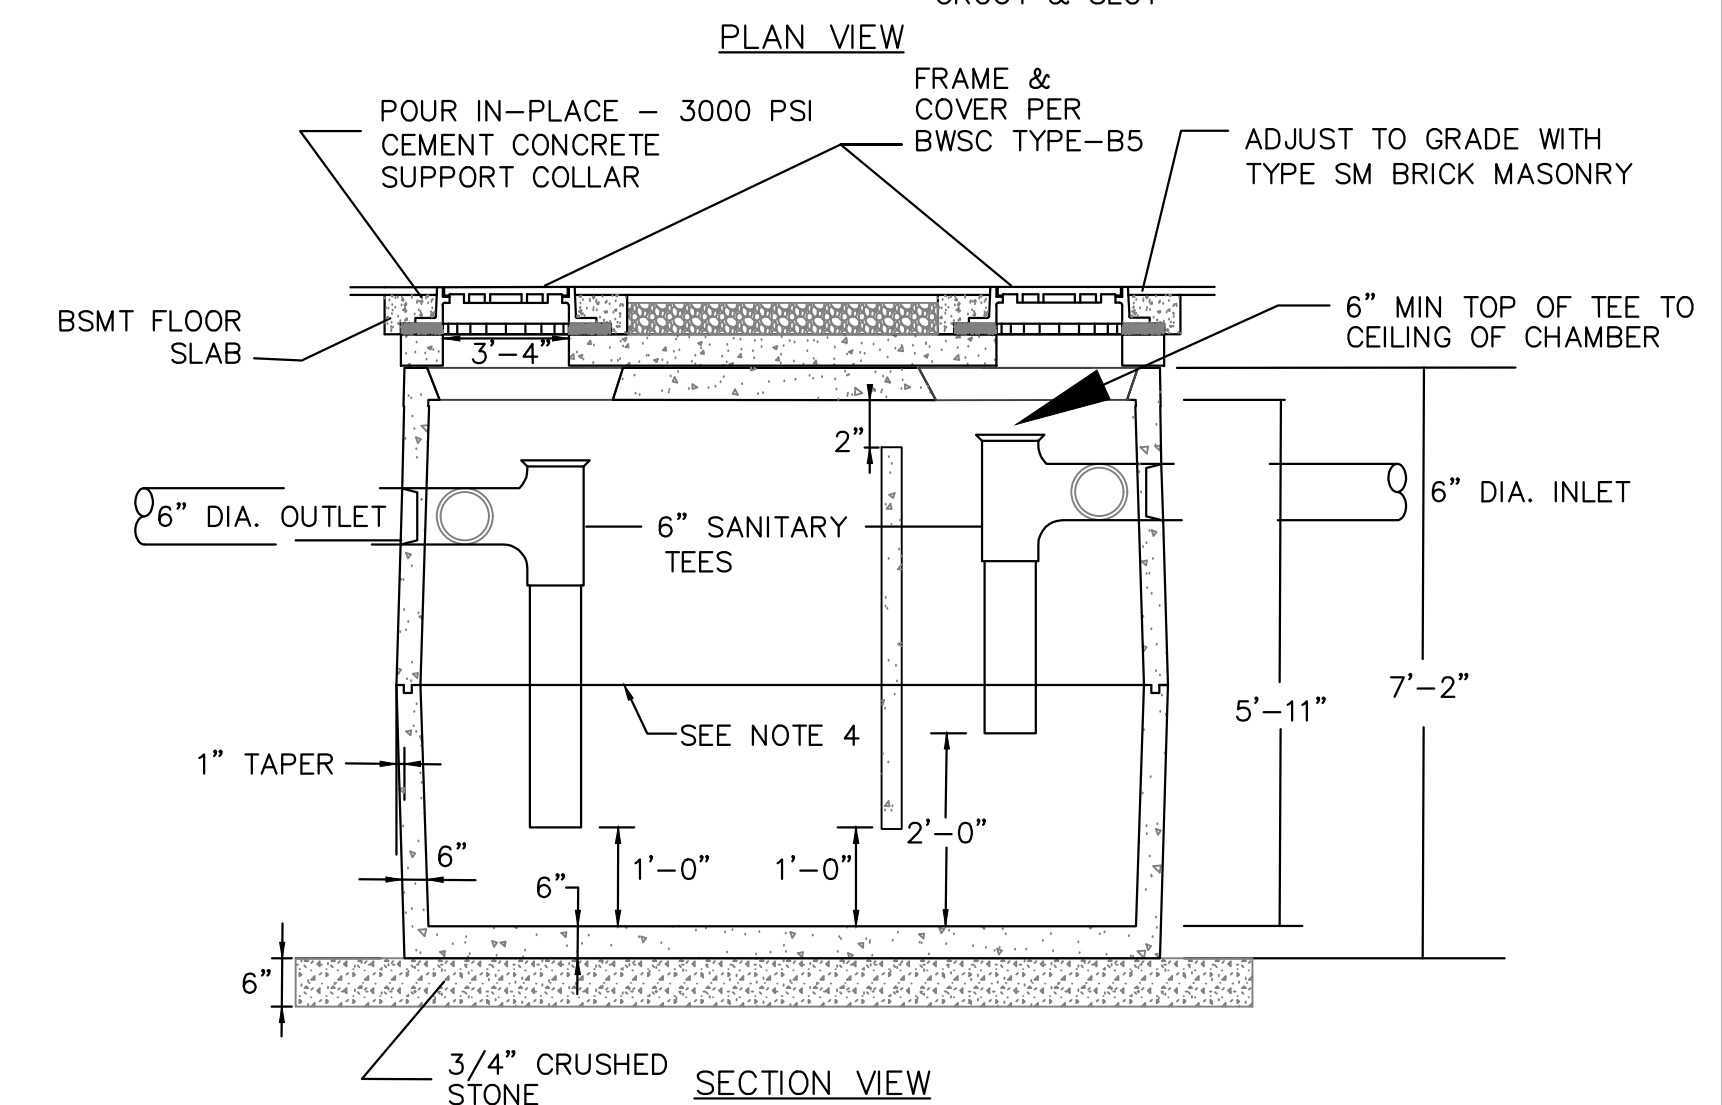 PLAN VIEW
FRAME &
COVER PER
BWSC TYPE-B5
POUR IN-PLACE - 3000 PSI
CEMENT CONCRETE
SUPPORT COLLAR
ADJUST TO GRADE WITH
TYPE SM BRICK MASONRY
BSMT FLOOR
SLAB
3'-4"
6" MIN TOP OF TEE TO
CEILING OF CHAMBER
2"
6" DIA. OUTLET
6" SANITARY
TEES
6" DIA. INLET
7'-2"
5'-11"
SEE NOTE 4
1" TAPER
2'-0"
6"
1'-0"
1'-0"
6"
6"
3/4" CRUSHED
STONE
SECTION VIEW